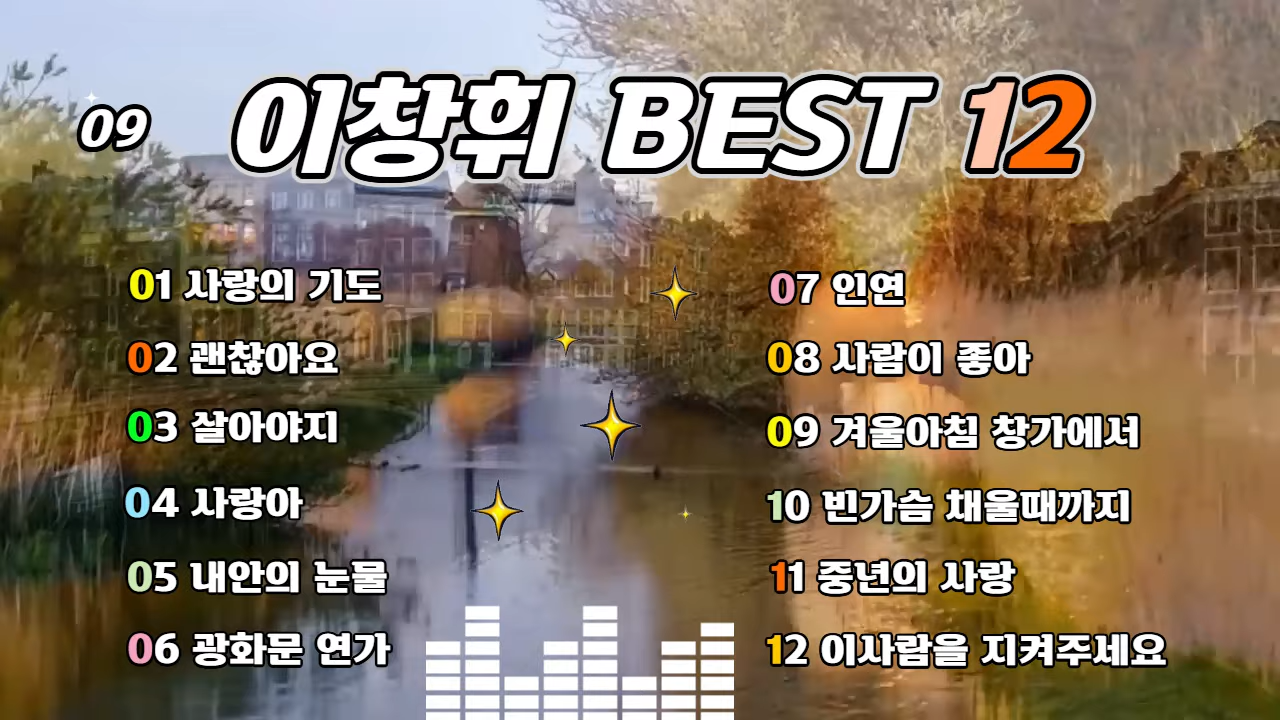 09
이창휘 BEST 12
01 사랑의 기도
02 괜찮아요
03 살아야지
04 사랑아
05 내안의 눈물
06 광화문 연가
07 인연
08 사람이 좋아
09 겨울아침 창가에서
10 빈가슴 채울때까지
11 중년의 사랑
12 이사람을 지켜주세요